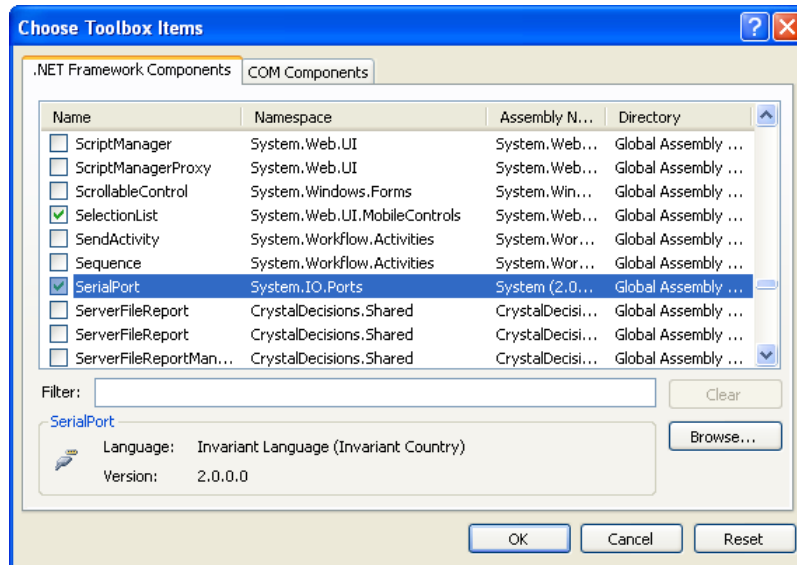 Choose Toolbox Items
.NET Framework Components COM Components
Name Namespace Assembly N... Directory
ScriptManager System.Web.UI System.Web... Global Assembly ...
ScriptManagerProxy System.Web.UI System.Web... Global Assembly ...
ScrollableControl System.Windows.Forms System.Win... Global Assembly ...
SelectionList System.Web.UI.MobileControls System.Web... Global Assembly ...
SendActivity System.Workflow.Activities System.Wor... Global Assembly ...
Sequence System.Workflow.Activities System.Wor... Global Assembly ...
SerialPort System.IO.Ports System (2.0... Global Assembly ...
ServerFileReport CrystalDecisions.Shared CrystalDecisi... Global Assembly ...
ServerFileReport CrystalDecisions.Shared CrystalDecisi... Global Assembly ...
ServerFileReportMan... CrystalDecisions.Shared CrystalDecisi... Global Assembly ...
Filter: Clear
SerialPort
Language: Invariant Language (Invariant Country) Browse...
Version: 2.0.0.0
OK Cancel Reset